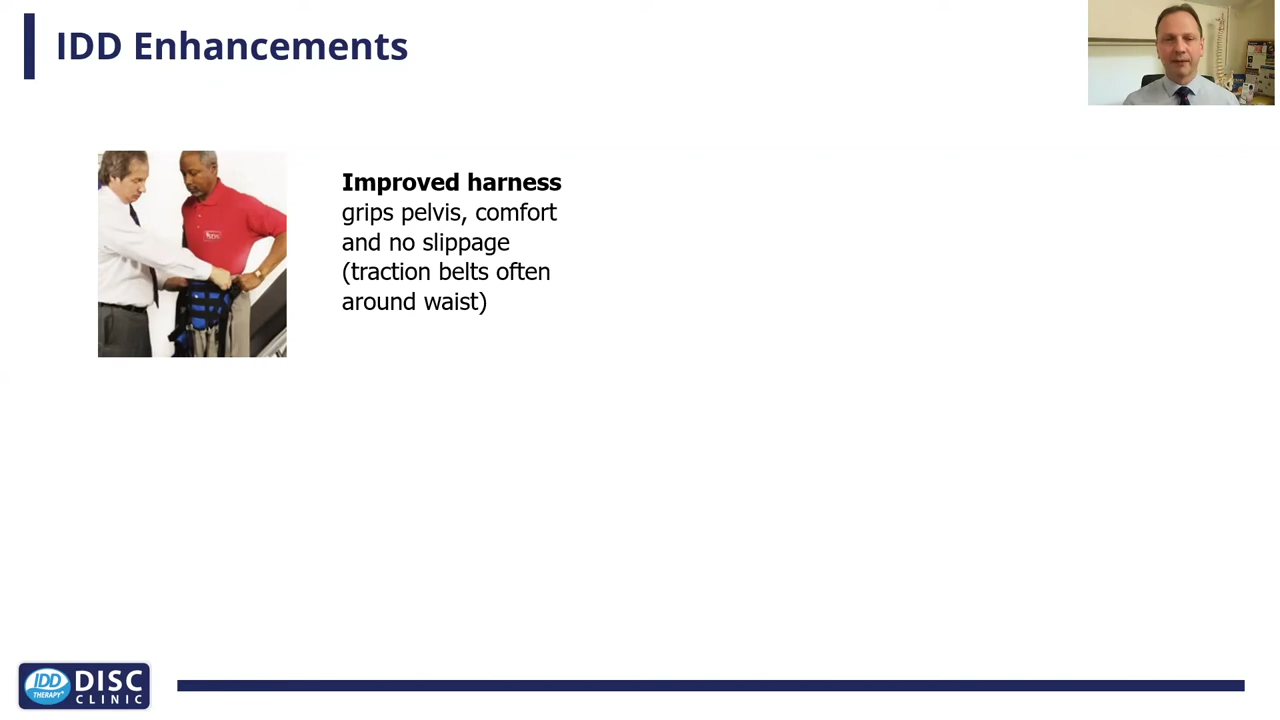 IDD Enhancements
Improved harness
grips pelvis, comfort
and no slippage
(traction belts often
around waist)
IDD
THERAPY
DISC
CLINIC